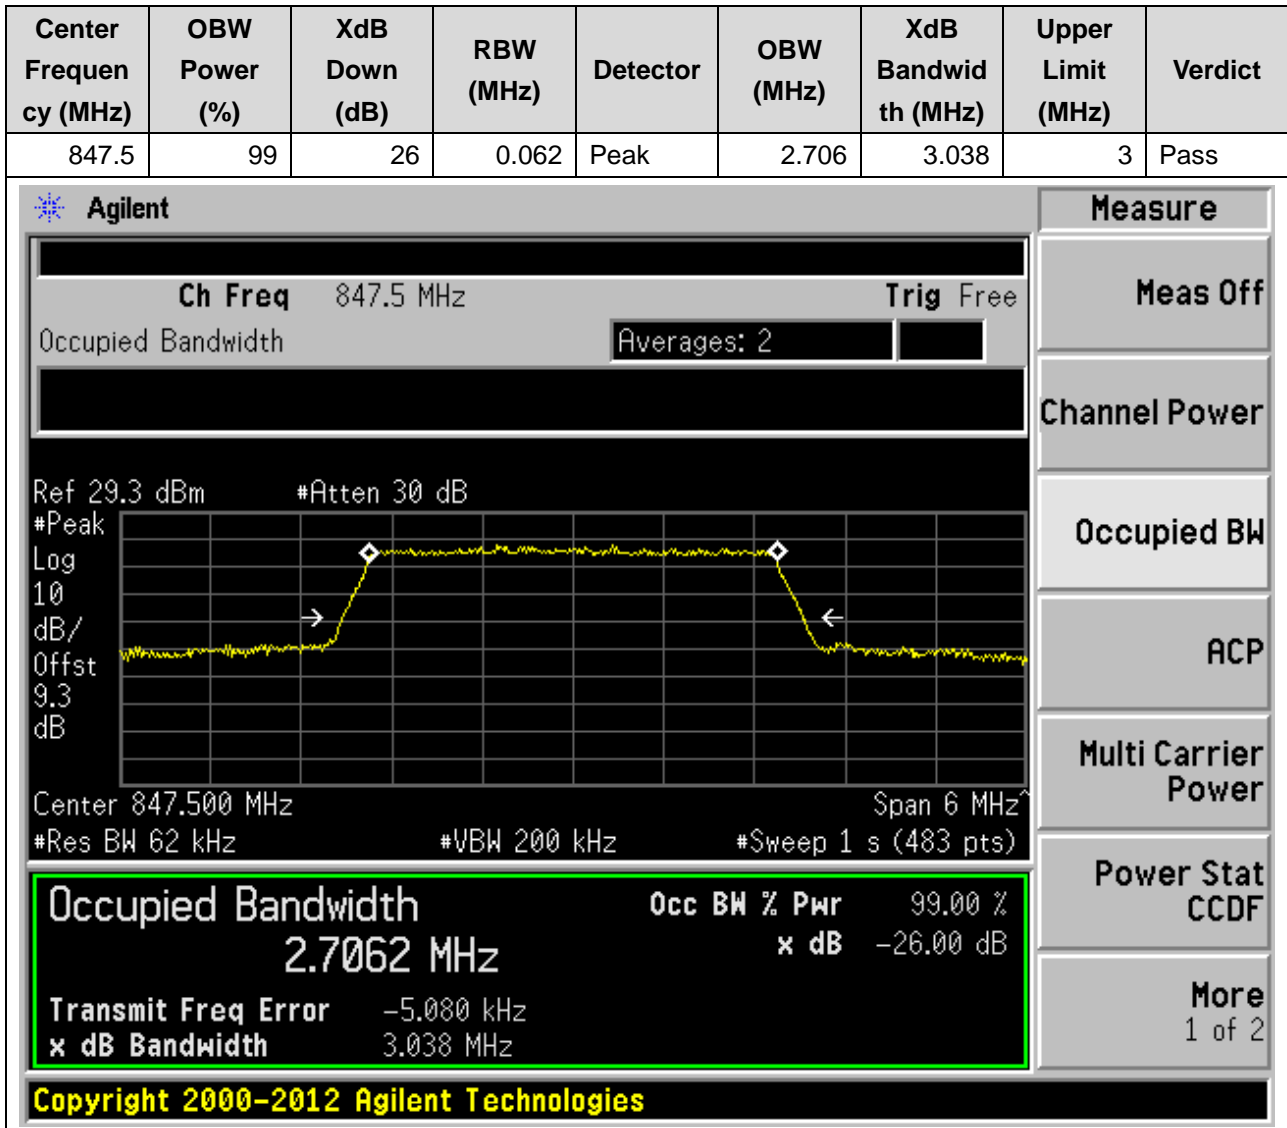 Center Frequen cy (MHz)
OBW Power (%)
XdB Down (dB)
RBW (MHz)
Detector
OBW (MHz)
XdB Bandwid th (MHz)
Upper Limit (MHz)
Verdict
847.5 99 26 0.062 Peak 2.706 3.038 3 Pass
Agilent
Measure
Ch Freq 847.5 MHz Trig Free
Meas Off
Occupied Bandwidth Averages: 2
Channel Power
Ref 29.3 dBm #Atten 30 dB
#Peak
Log
10
dB/
Offst
9.3
dB
Occupied BW
ACP
Multi Carrier
Power
Center 847.500 MHz Span 6 MHz^
#Res BW 62 kHz #VBW 200 kHz #Sweep 1 s (483 pts)
Power Stat
CCDF
Occupied Bandwidth Occ BW % Pwr 99.00 %
2.7062 MHz x dB -26.00 dB
Transmit Freq Error -5.080 kHz
x dB Bandwidth 3.038 MHz
More
1 of 2
Copyright 2000-2012 Agilent Technologies